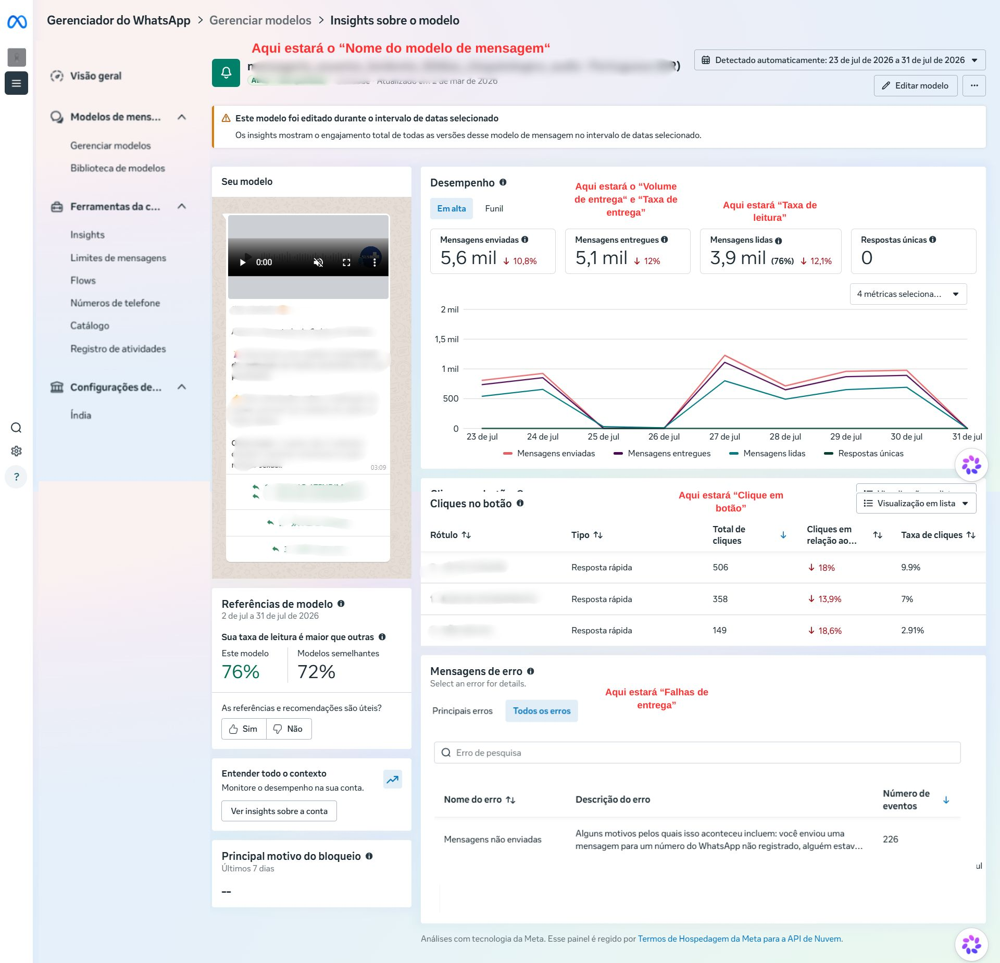 Gerenciador do WhatsApp > Gerenciar modelos > Insights sobre o modelo
Aqui estará o “Nome do modelo de mensagem“
Detectado automaticamente: 23 de jul de 2026 a 31 de jul de 2026
Atualizado em 2 de mar de 2026
Editar modelo
Visão geral
Modelos de mens...
Gerenciar modelos
Biblioteca de modelos
Ferramentas da c...
Insights
Limites de mensagens
Flows
Números de telefone
Catálogo
Registro de atividades
Configurações de...
Índia
?
Este modelo foi editado durante o intervalo de datas selecionado
Os insights mostram o engajamento total de todas as versões desse modelo de mensagem no intervalo de datas selecionado.
Seu modelo
0:00
03:09
Referências de modelo
2 de jul a 31 de jul de 2026
Sua taxa de leitura é maior que outras
Este modelo
76%
Modelos semelhantes
72%
As referências e recomendações são úteis?
Sim
Não
Entender todo o contexto
Monitore o desempenho na sua conta.
Ver insights sobre a conta
Principal motivo do bloqueio
Últimos 7 dias
--
Desempenho
Em alta
Funil
Aqui estará o “Volume
de entrega“ e “Taxa de
entrega”
Aqui estará “Taxa de
leitura”
Mensagens enviadas
5,6 mil ↓ 10,8%
Mensagens entregues
5,1 mil ↓ 12%
Mensagens lidas
3,9 mil (76%) ↓ 12,1%
Respostas únicas
0
4 métricas seleciona...
2 mil
1,5 mil
1 mil
500
0
23 de jul
24 de jul
25 de jul
26 de jul
27 de jul
28 de jul
29 de jul
30 de jul
31 de jul
Mensagens enviadas
Mensagens entregues
Mensagens lidas
Respostas únicas
Cliques no botão
Aqui estará “Clique em
botão”
Visualização em lista
Rótulo
Tipo
Total de
cliques
Cliques em
relação ao...
Taxa de cliques
Resposta rápida 506 ↓ 18% 9.9%
Resposta rápida 358 ↓ 13,9% 7%
Resposta rápida 149 ↓ 18,6% 2.91%
Mensagens de erro
Select an error for details.
Aqui estará “Falhas de
entrega”
Principais erros
Todos os erros
Erro de pesquisa
Nome do erro
Descrição do erro
Número de
eventos
Mensagens não enviadas
Alguns motivos pelos quais isso aconteceu incluem: você enviou uma
mensagem para um número do WhatsApp não registrado, alguém estav...
226
ul
Análises com tecnologia da Meta. Esse painel é regido por Termos de Hospedagem da Meta para a API de Nuvem.